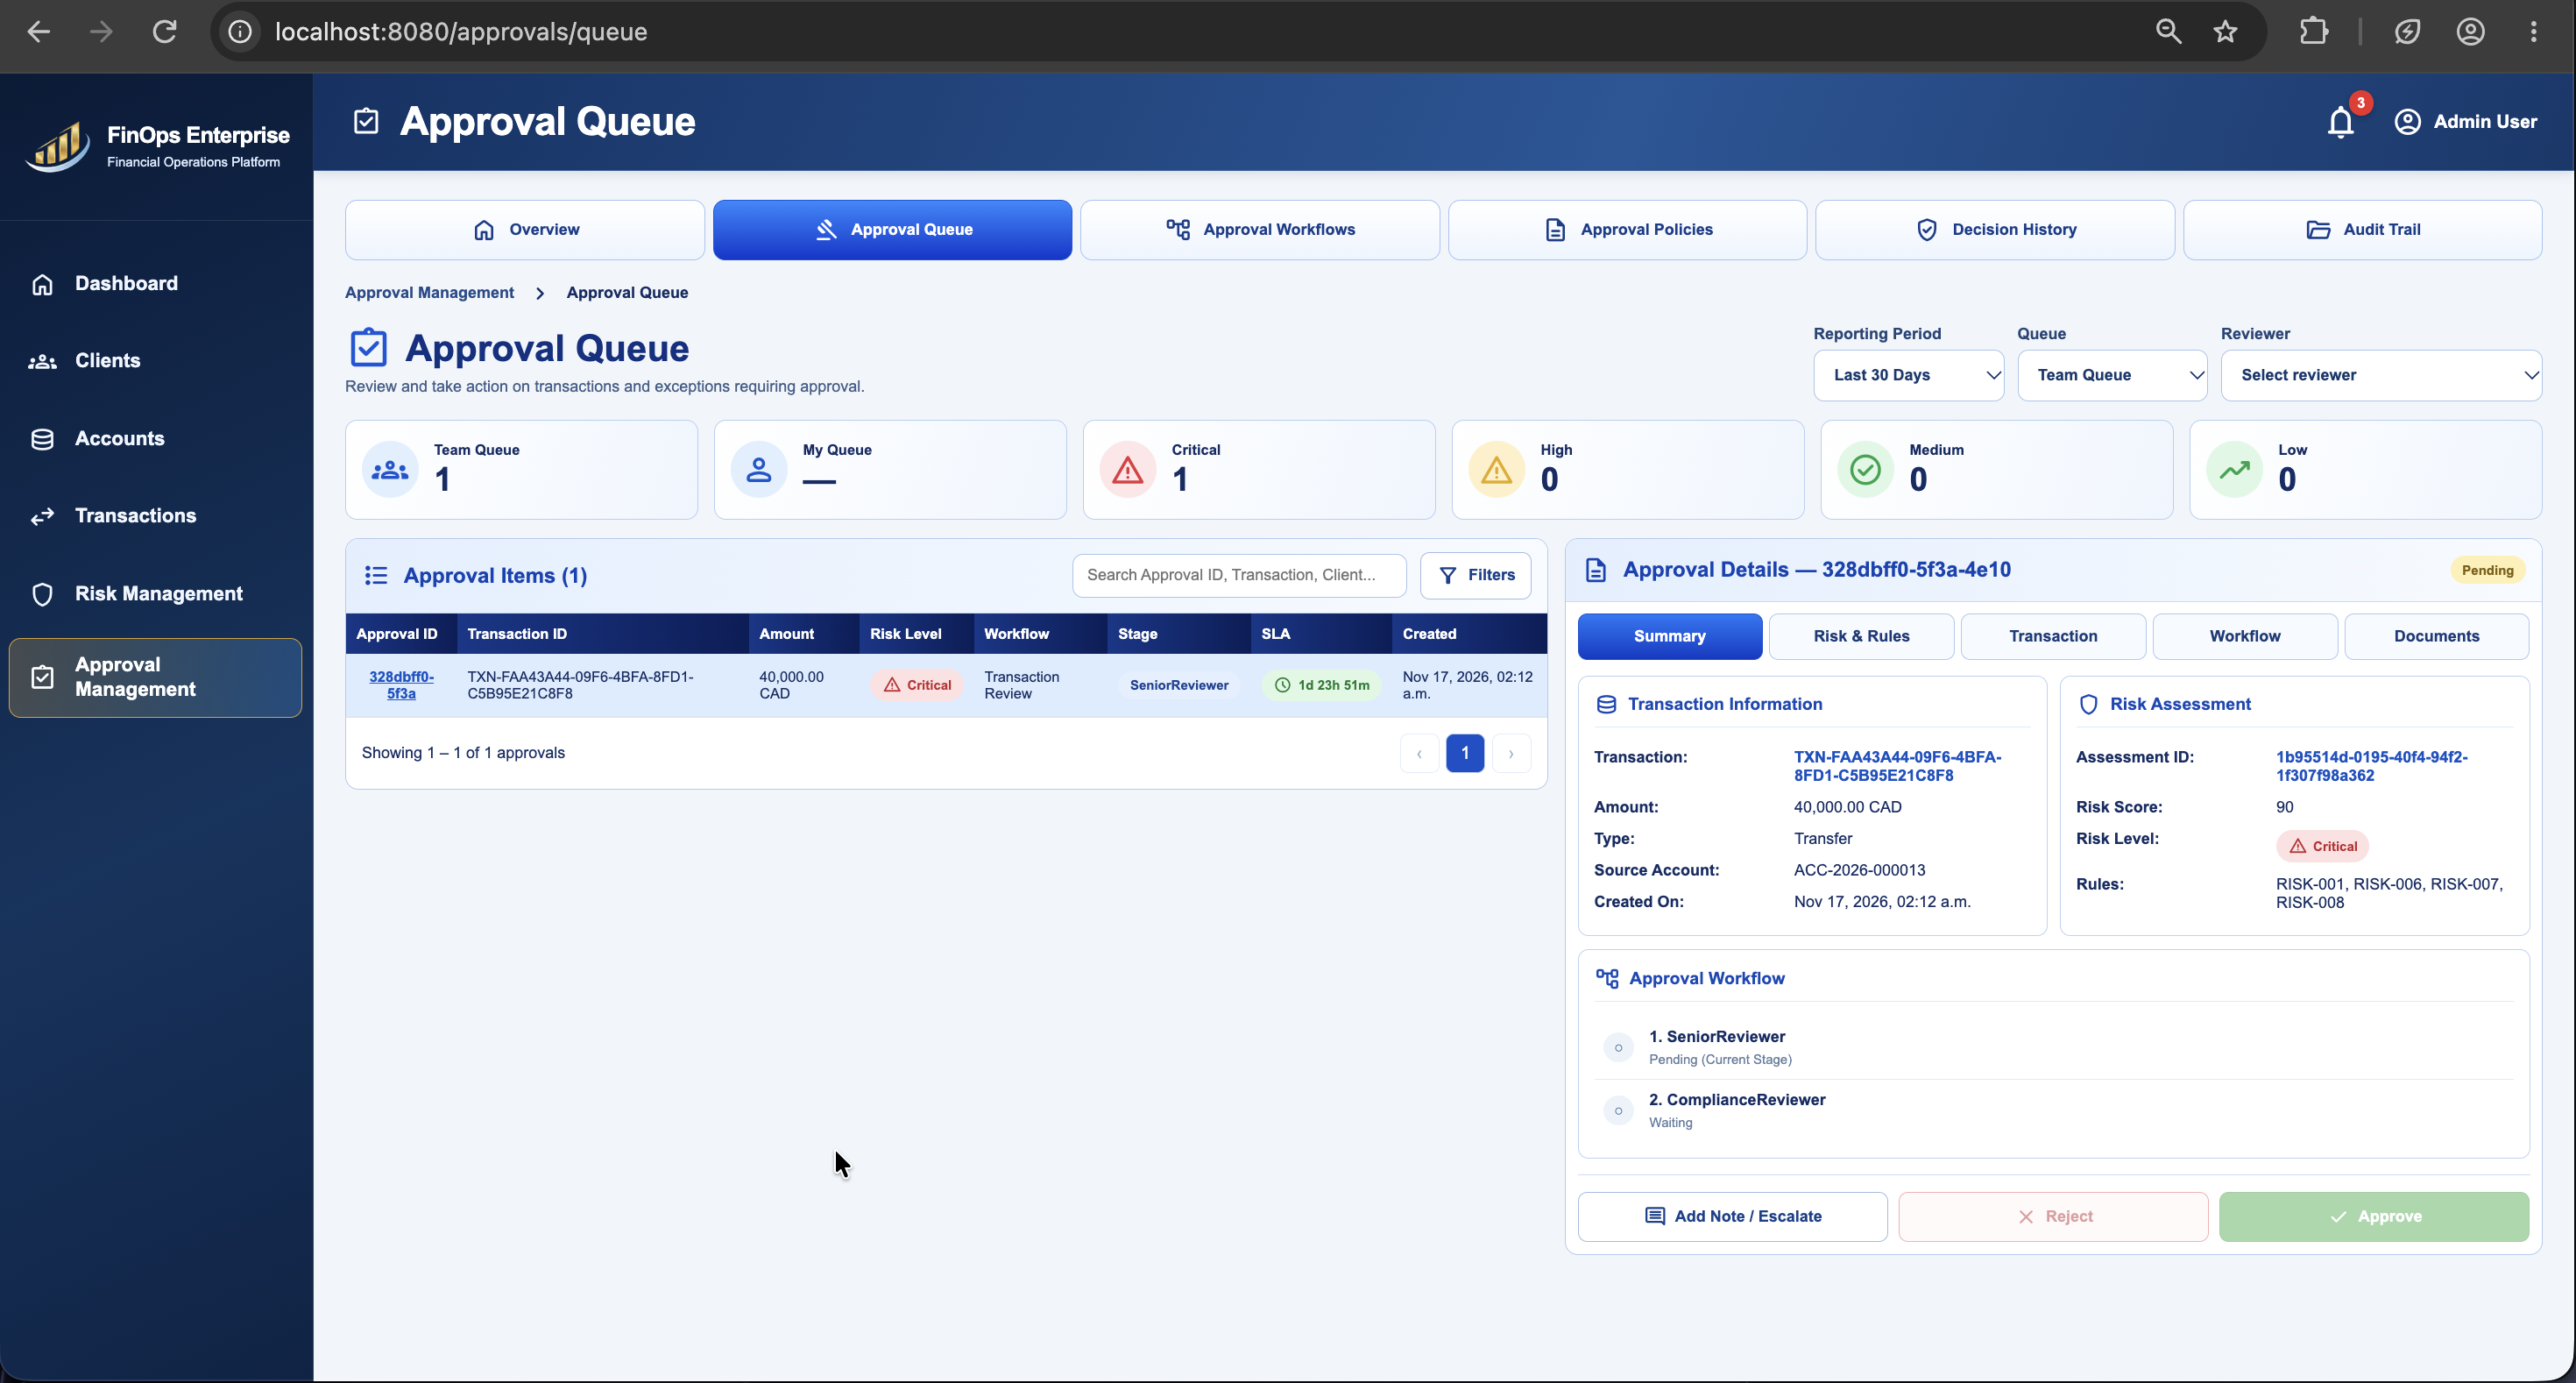 localhost:8080/approvals/queue
FinOps Enterprise
Financial Operations Platform
Dashboard
Clients
Accounts
Transactions
Risk Management
Approval
Management
Approval Queue
3
Admin User
Overview
Approval Queue
Approval Workflows
Approval Policies
Decision History
Audit Trail
Approval Management > Approval Queue
Approval Queue
Review and take action on transactions and exceptions requiring approval.
Reporting Period
Last 30 Days
Queue
Team Queue
Reviewer
Select reviewer
Team Queue
1
My Queue
—
Critical
1
High
0
Medium
0
Low
0
Approval Items (1)
Search Approval ID, Transaction, Client...
Filters
Approval ID Transaction ID Amount Risk Level Workflow Stage SLA Created
328dbff0-
5f3a
TXN-FAA43A44-09F6-4BFA-8FD1-
C5B95E21C8F8
40,000.00
CAD
Critical
Transaction
Review
SeniorReviewer
1d 23h 51m
Nov 17, 2026, 02:12
a.m.
Showing 1 – 1 of 1 approvals
‹ 1 ›
Approval Details — 328dbff0-5f3a-4e10
Pending
Summary
Risk & Rules
Transaction
Workflow
Documents
Transaction Information
Transaction: TXN-FAA43A44-09F6-4BFA-
8FD1-C5B95E21C8F8
Amount: 40,000.00 CAD
Type: Transfer
Source Account: ACC-2026-000013
Created On: Nov 17, 2026, 02:12 a.m.
Risk Assessment
Assessment ID: 1b95514d-0195-40f4-94f2-
1f307f98a362
Risk Score: 90
Risk Level: Critical
Rules: RISK-001, RISK-006, RISK-007,
RISK-008
Approval Workflow
1. SeniorReviewer
Pending (Current Stage)
2. ComplianceReviewer
Waiting
Add Note / Escalate
Reject
Approve